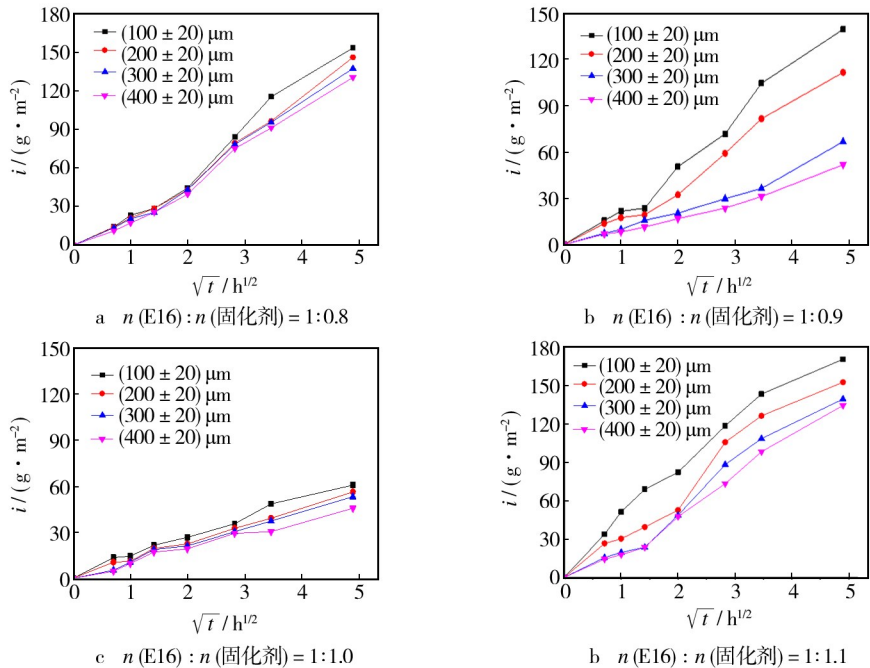 180
150
120
90
60
30
0
i / (g · m⁻²)
(100 ± 20) μm
(200 ± 20) μm
(300 ± 20) μm
(400 ± 20) μm
0 1 2 3 4 5
√t / h^1/2
a n (E16) : n (固化剂) = 1∶0.8
150
120
90
60
30
0
i / (g · m⁻²)
(100 ± 20) μm
(200 ± 20) μm
(300 ± 20) μm
(400 ± 20) μm
0 1 2 3 4 5
√t / h^1/2
b n (E16) : n (固化剂) = 1∶0.9
150
120
90
60
30
0
i / (g · m⁻²)
(100 ± 20) μm
(200 ± 20) μm
(300 ± 20) μm
(400 ± 20) μm
0 1 2 3 4 5
√t / h^1/2
c n (E16) : n (固化剂) = 1∶1.0
180
150
120
90
60
30
0
i / (g · m⁻²)
(100 ± 20) μm
(200 ± 20) μm
(300 ± 20) μm
(400 ± 20) μm
0 1 2 3 4 5
√t / h^1/2
b n (E16) : n (固化剂) = 1∶1.1